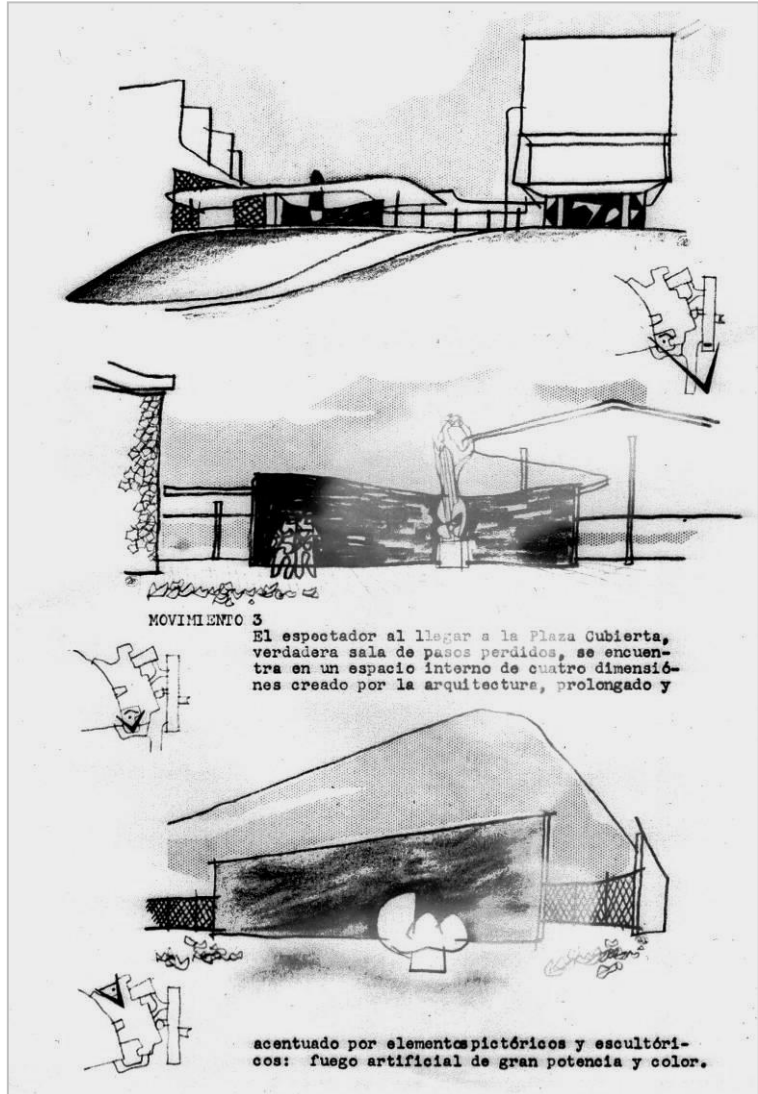 MOVIMIENTO 3
El espectador al llegar a la Plaza Cubierta,
verdadera sala de pasos perdidos, se encuen-
tra en un espacio interno de cuatro dimensió-
nes creado por la arquitectura, prolongado y
acentuado por elementos pictóricos y escultóri-
cos: fuego artificial de gran potencia y color.